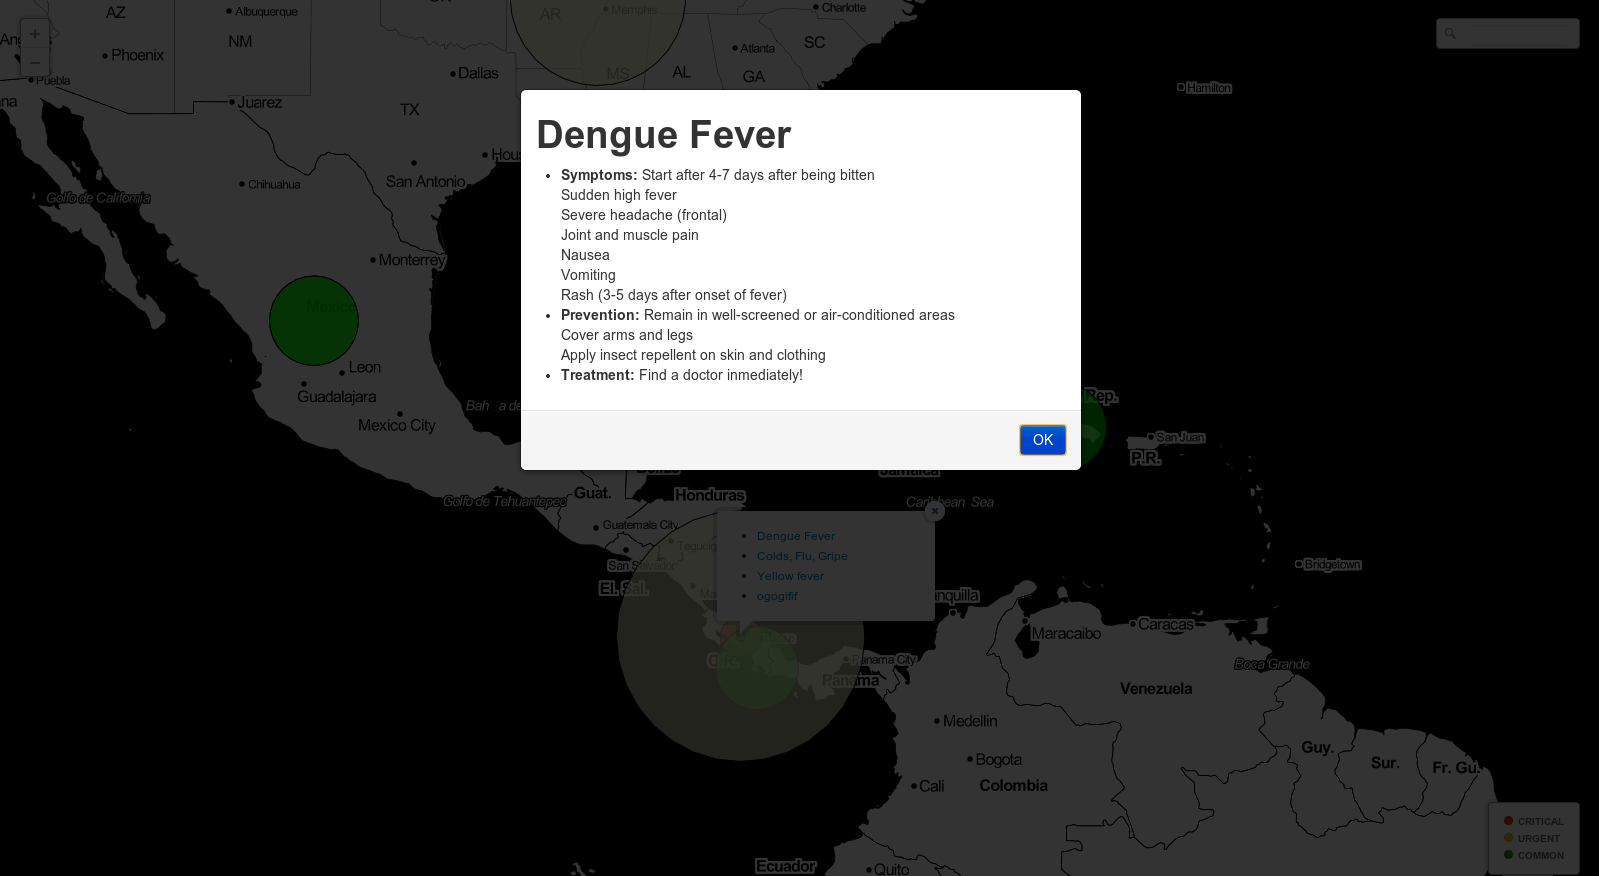 AZ
Albuquerque
AR
Memphis
Charlotte
Phoenix
NM
Atlanta
SC
Puebla
Dallas
MS
AL
GA
Juarez
TX
Hamilton
Dengue Fever
Symptoms: Start after 4-7 days after being bitten
Sudden high fever
Severe headache (frontal)
Joint and muscle pain
Nausea
Vomiting
Rash (3-5 days after onset of fever)
Prevention: Remain in well-screened or air-conditioned areas
Cover arms and legs
Apply insect repellent on skin and clothing
Treatment: Find a doctor inmediately!
OK
Chihuahua
San Antonio
Golfo de California
Monterrey
Mexico
Leon
Guadalajara
Mexico City
Rep.
San Juan
P.R.
Jamaica
Guat.
Honduras
Golfo de Tehuantepec
Caribbean Sea
Guatemala City
San Salvador
El. Sal.
Dengue Fever
Colds, Flu, Gripe
Yellow fever
ogogifif
Bridgetown
Maracaibo
Caracas
Boca Grande
Panama City
Panama
Venezuela
Medellin
Bogota
Cali
Colombia
Guy.
Sur.
Fr. Gu.
Ecuador
Quito
CRITICAL
URGENT
COMMON